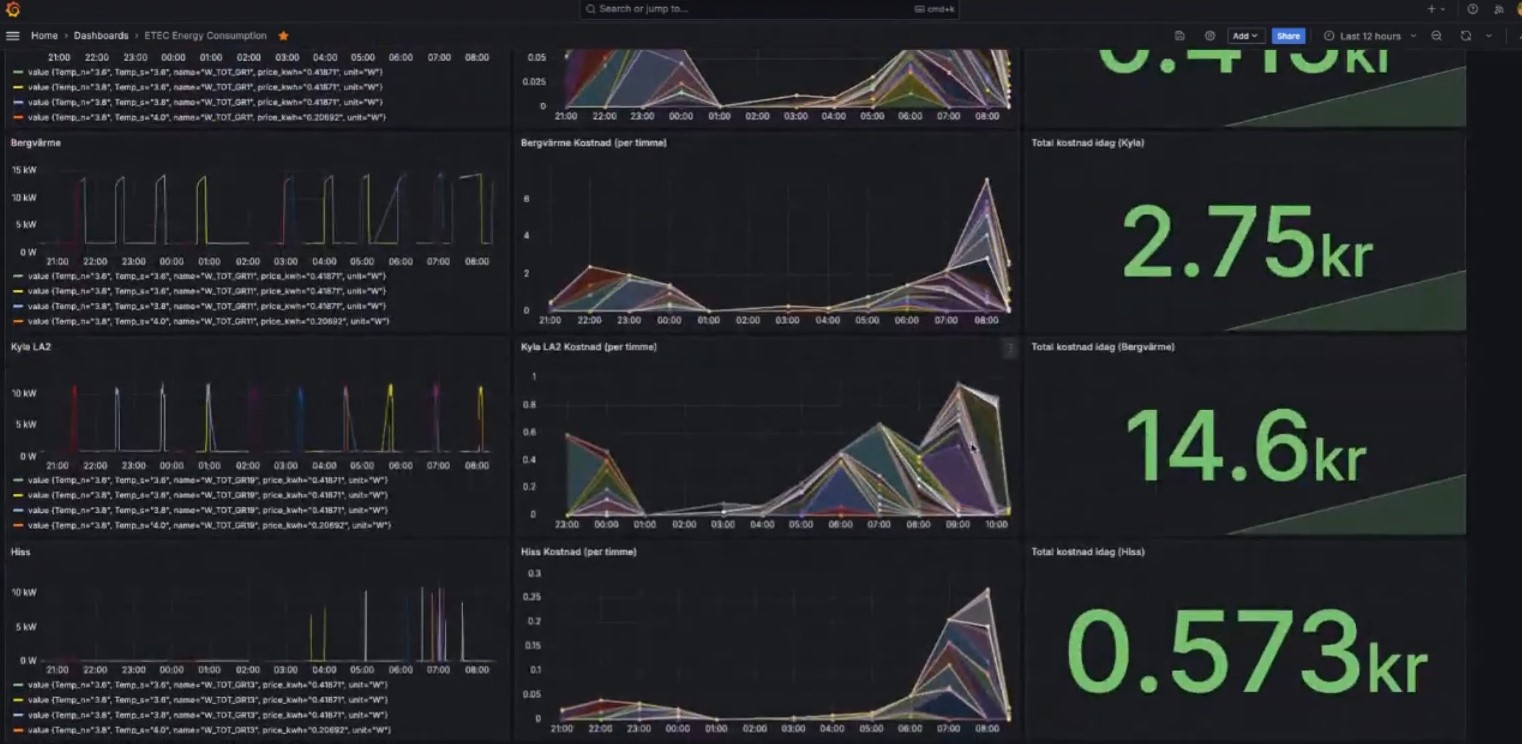 Search or jump to... cmd+k
Home > Dashboards > ETEC Energy Consumption
Add Share Last 12 hours
21:00 22:00 23:00 00:00 01:00 02:00 03:00 04:00 05:00 06:00 07:00 08:00
value {Temp_n="3.6", Temp_s="3.6", name="W_TOT_GR1", price_kwh="0.41871", unit="W"}
value {Temp_n="3.8", Temp_s="3.6", name="W_TOT_GR1", price_kwh="0.41871", unit="W"}
value {Temp_n="3.8", Temp_s="3.8", name="W_TOT_GR1", price_kwh="0.41871", unit="W"}
value {Temp_n="3.8", Temp_s="4.0", name="W_TOT_GR1", price_kwh="0.20692", unit="W"}
0.05
0.025
0
21:00 22:00 23:00 00:00 01:00 02:00 03:00 04:00 05:00 06:00 07:00 08:00
kr
Bergvärme
15 kW
10 kW
5 kW
0 W
21:00 22:00 23:00 00:00 01:00 02:00 03:00 04:00 05:00 06:00 07:00 08:00
value {Temp_n="3.6", Temp_s="3.6", name="W_TOT_GR11", price_kwh="0.41871", unit="W"}
value {Temp_n="3.8", Temp_s="3.6", name="W_TOT_GR11", price_kwh="0.41871", unit="W"}
value {Temp_n="3.8", Temp_s="3.8", name="W_TOT_GR11", price_kwh="0.41871", unit="W"}
value {Temp_n="3.8", Temp_s="4.0", name="W_TOT_GR11", price_kwh="0.20692", unit="W"}
Bergvärme Kostnad (per timme)
6
4
2
0
21:00 22:00 23:00 00:00 01:00 02:00 03:00 04:00 05:00 06:00 07:00 08:00
Total kostnad idag (Kyla)
2.75kr
Kyla LA2
10 kW
5 kW
0 W
21:00 22:00 23:00 00:00 01:00 02:00 03:00 04:00 05:00 06:00 07:00 08:00
value {Temp_n="3.6", Temp_s="3.6", name="W_TOT_GR19", price_kwh="0.41871", unit="W"}
value {Temp_n="3.8", Temp_s="3.6", name="W_TOT_GR19", price_kwh="0.41871", unit="W"}
value {Temp_n="3.8", Temp_s="3.8", name="W_TOT_GR19", price_kwh="0.41871", unit="W"}
value {Temp_n="3.8", Temp_s="4.0", name="W_TOT_GR19", price_kwh="0.20692", unit="W"}
Kyla LA2 Kostnad (per timme)
1
0.8
0.6
0.4
0.2
0
23:00 00:00 01:00 02:00 03:00 04:00 05:00 06:00 07:00 08:00 09:00 10:00
Total kostnad idag (Bergvärme)
14.6kr
Hiss
10 kW
5 kW
0 W
21:00 22:00 23:00 00:00 01:00 02:00 03:00 04:00 05:00 06:00 07:00 08:00
value {Temp_n="3.6", Temp_s="3.6", name="W_TOT_GR13", price_kwh="0.41871", unit="W"}
value {Temp_n="3.8", Temp_s="3.6", name="W_TOT_GR13", price_kwh="0.41871", unit="W"}
value {Temp_n="3.8", Temp_s="3.8", name="W_TOT_GR13", price_kwh="0.41871", unit="W"}
value {Temp_n="3.8", Temp_s="4.0", name="W_TOT_GR13", price_kwh="0.20692", unit="W"}
Hiss Kostnad (per timme)
0.3
0.25
0.2
0.15
0.1
0.05
0
21:00 22:00 23:00 00:00 01:00 02:00 03:00 04:00 05:00 06:00 07:00 08:00
Total kostnad idag (Hiss)
0.573kr